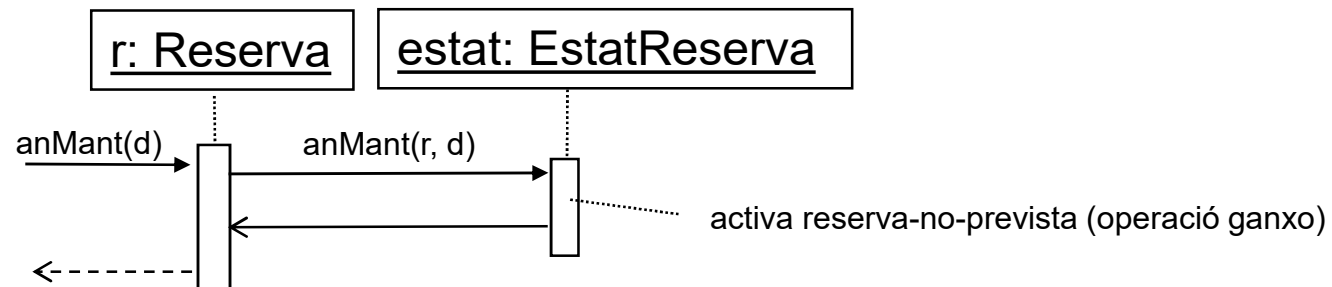 r: Reserva
estat: EstatReserva
anMant(d)
anMant(r, d)
activa reserva-no-prevista (operació ganxo)